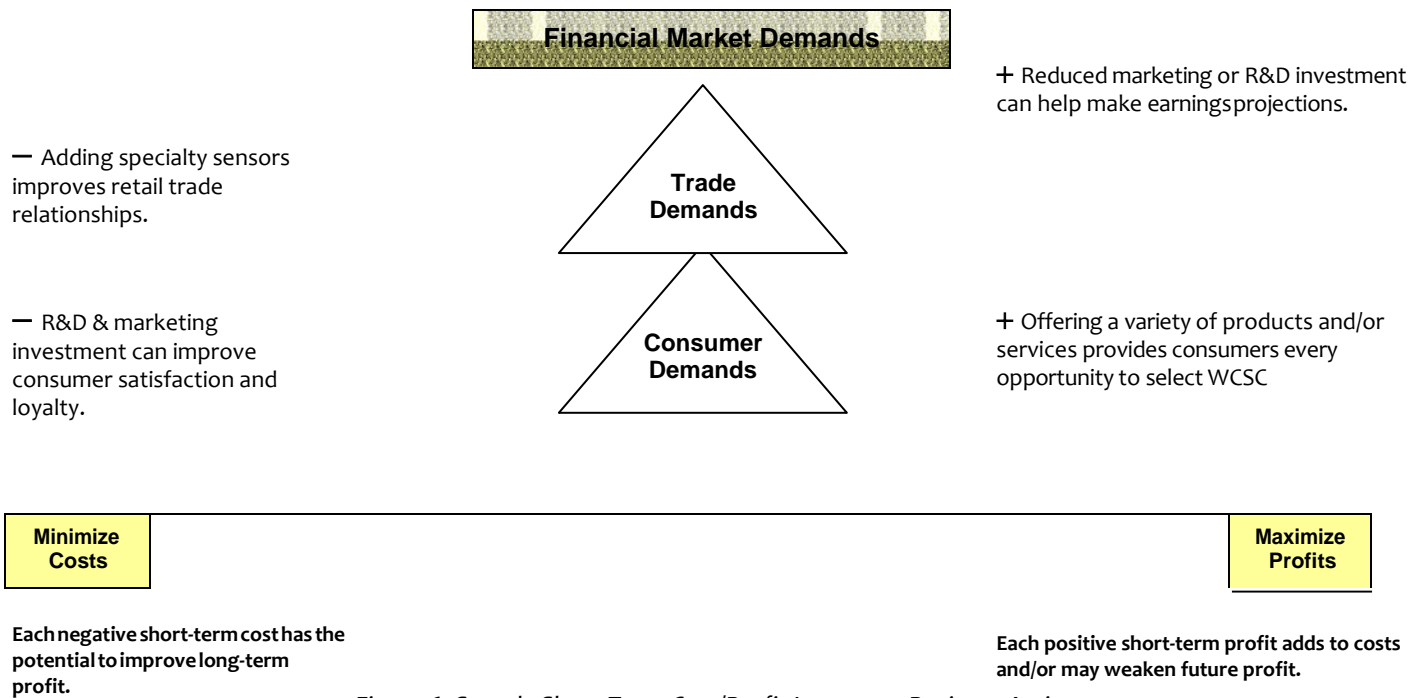 Financial Market Demands
+ Reduced marketing or R&D investment
can help make earningsprojections.
— Adding specialty sensors
improves retail trade
relationships.
Trade
Demands
— R&D & marketing
investment can improve
consumer satisfaction and
loyalty.
Consumer
Demands
+ Offering a variety of products and/or
services provides consumers every
opportunity to select WCSC
Minimize
Costs
Maximize
Profits
Each negative short-term cost has the
potential to improve long-term
profit.
Each positive short-term profit adds to costs
and/or may weaken future profit.